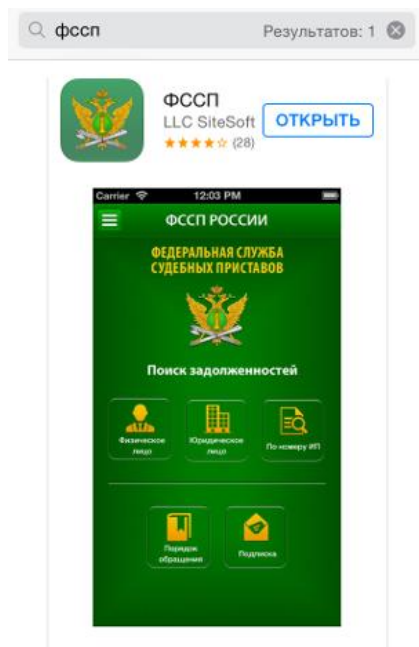 фссп
Результатов: 1
ФССП
LLC SiteSoft
ОТКРЫТЬ
(28)
Carrier
12:03 PM
ФССП РОССИИ
ФЕДЕРАЛЬНАЯ СЛУЖБА
СУДЕБНЫХ ПРИСТАВОВ
Поиск задолженностей
Физическое
лицо
Юридическое
лицо
По номеру ИП
Порядок
обращения
Подписка